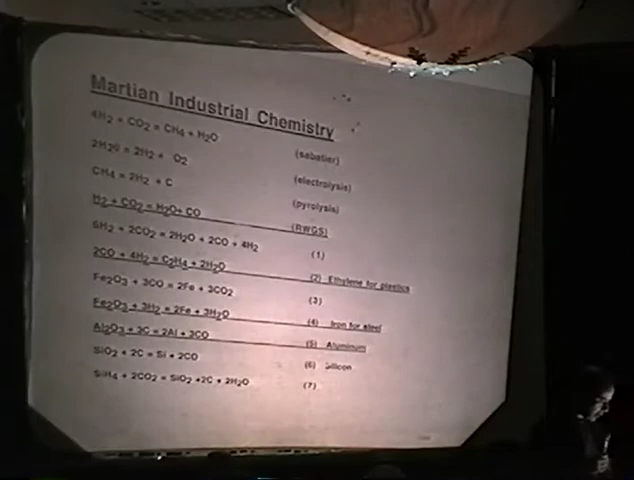 Martian Industrial Chemistry
4H2 + CO2 = CH4 + H2O (sabatier)
2H2O = 2H2 + O2 (electrolysis)
CH4 = 2H2 + C (pyrolysis)
H2 + CO2 = H2O + CO (RWGS)
6H2 + 2CO2 = 2H2O + 2CO + 4H2 (1)
2CO + 4H2 = C2H4 + 2H2O (2) Ethylene for plastics
Fe2O3 + 3CO = 2Fe + 3CO2 (3)
Fe2O3 + 3H2 = 2Fe + 3H2O (4) Iron for steel
Al2O3 + 3C = 2Al + 3CO (5) Aluminum
SiO2 + 2C = Si + 2CO (6) Silicon
SiH4 + 2CO2 = SiO2 + 2C + 2H2O (7)